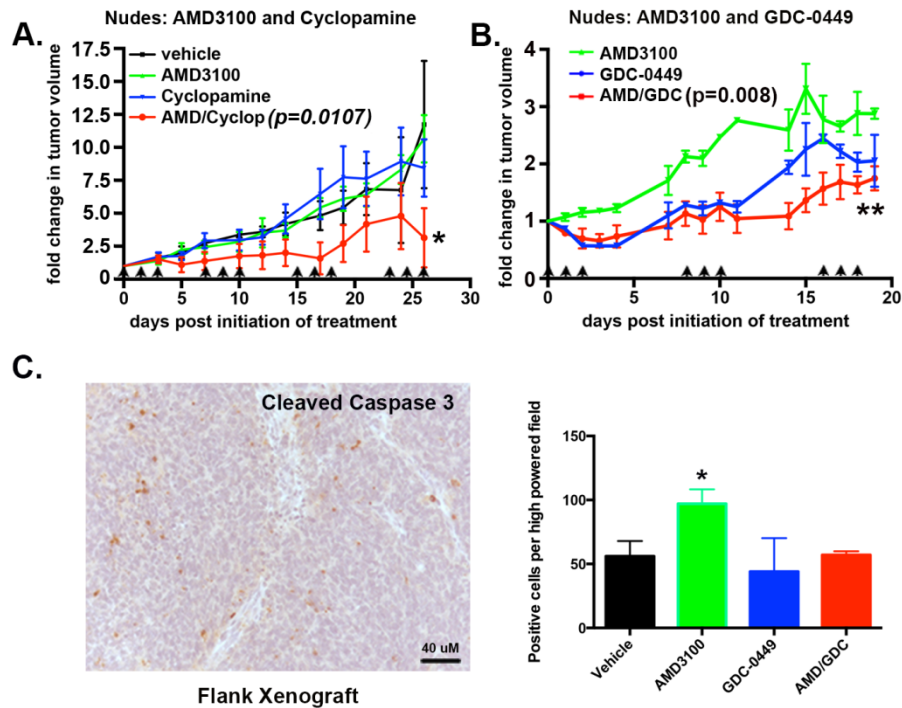 Nudes: AMD3100 and Cyclopamine
A.
17.5
15.0
12.5
10.0
7.5
5.0
2.5
0
5
10
15
20
25
30
fold change in tumor volume
days post initiation of treatment
vehicle
AMD3100
Cyclopamine
AMD/Cyclop (p=0.0107)
*
Nudes: AMD3100 and GDC-0449
B.
4
3
2
1
0
0
5
10
15
20
fold change in tumor volume
days post initiation of treatment
AMD3100
GDC-0449
AMD/GDC (p=0.008)
**
C.
Cleaved Caspase 3
40 uM
Flank Xenograft
Positive cells per high powered field
150
100
50
0
*
Vehicle
AMD3100
GDC-0449
AMD/GDC